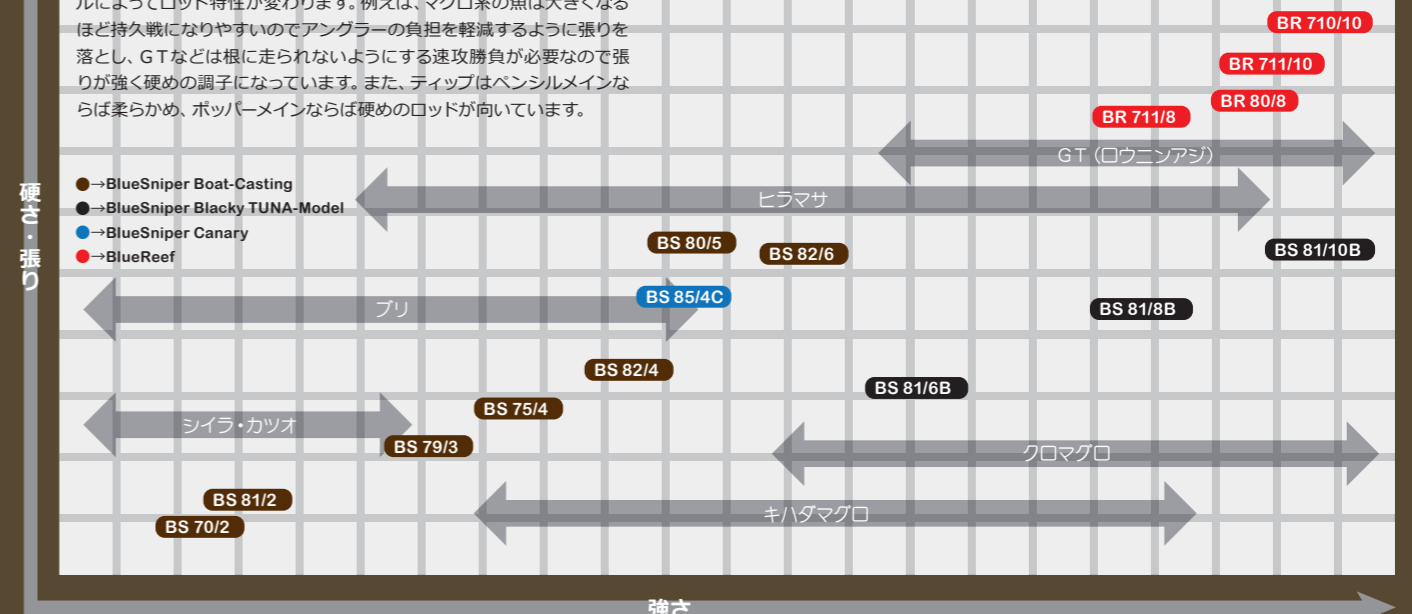 ルによってロッド特性が変わります。例えば、マグロ系の魚は大きくなる
ほど持久戦になりやすいのでアングラーの負担を軽減するように張りを
落とし、GTなどは根に走られないようにする速攻勝負が必要なので張
りが強く硬めの調子になっています。また、ティップはペンシルメインな
らば柔らかめ、ポッパーメインならば硬めのロッドが向いています。
BR 710/10
BR 711/10
BR 80/8
BR 711/8
GT(ロウニンアジ)
硬さ・張り
→BlueSniper Boat-Casting
→BlueSniper Blacky TUNA-Model
→BlueSniper Canary
→BlueReef
ヒラマサ
BS 80/5
BS 82/6
BS 81/10B
BS 85/4C
ブリ
BS 81/8B
BS 82/4
BS 81/6B
BS 75/4
シイラ・カツオ
BS 79/3
クロマグロ
BS 81/2
BS 70/2
キハダマグロ
強さ